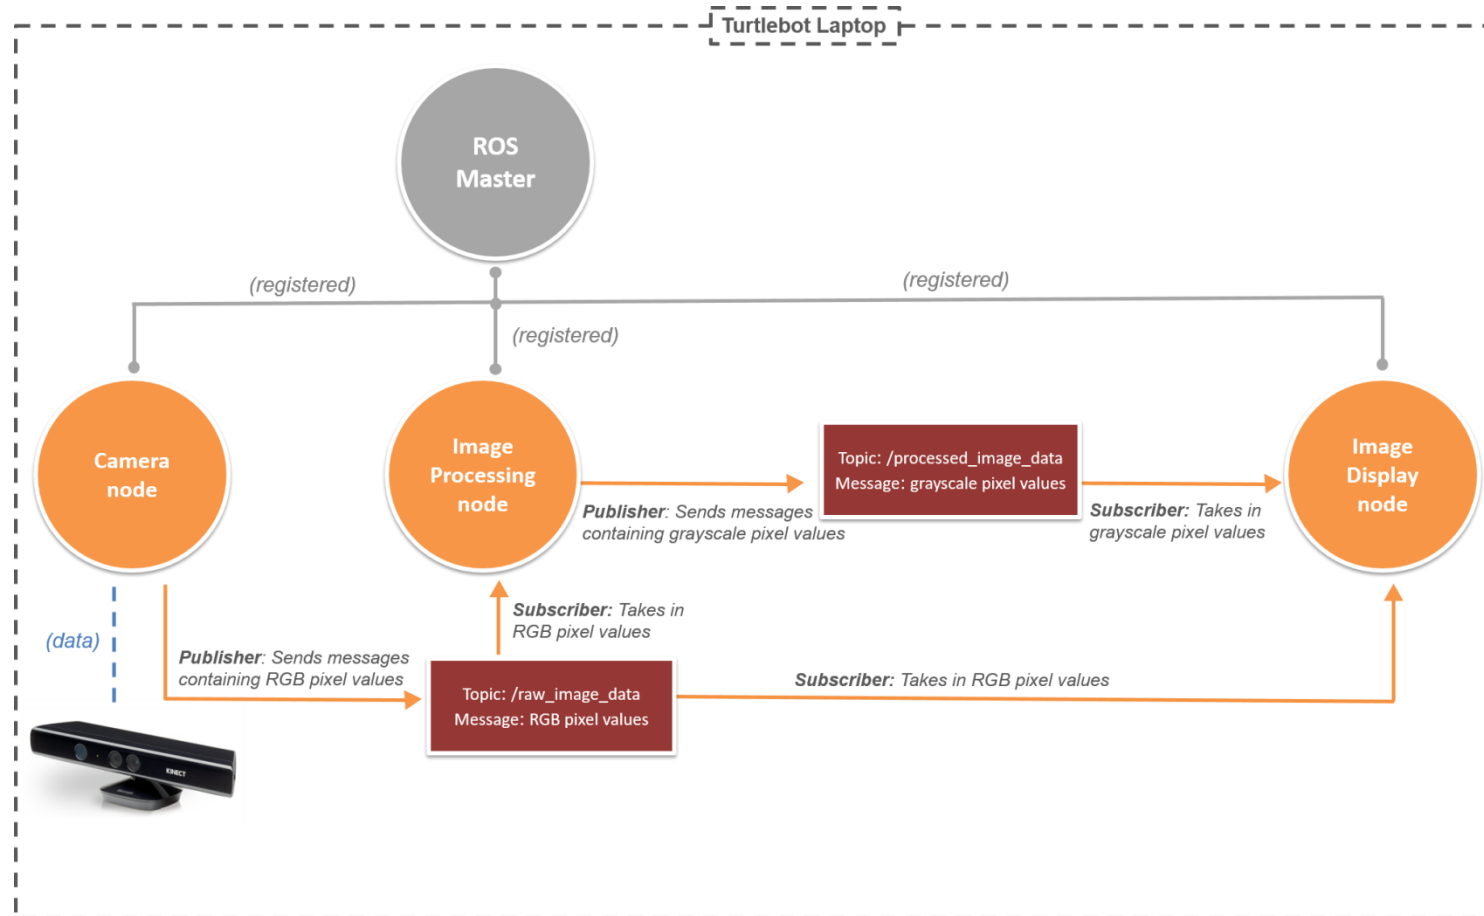 Turtlebot Laptop
ROS
Master
(registered)
(registered)
(registered)
Camera
node
Image
Processing
node
Topic: /processed_image_data
Message: grayscale pixel values
Image
Display
node
Publisher: Sends messages
containing grayscale pixel values
Subscriber: Takes in
grayscale pixel values
(data)
Subscriber: Takes in
RGB pixel values
Publisher: Sends messages
containing RGB pixel values
Topic: /raw_image_data
Message: RGB pixel values
Subscriber: Takes in RGB pixel values
KINECT